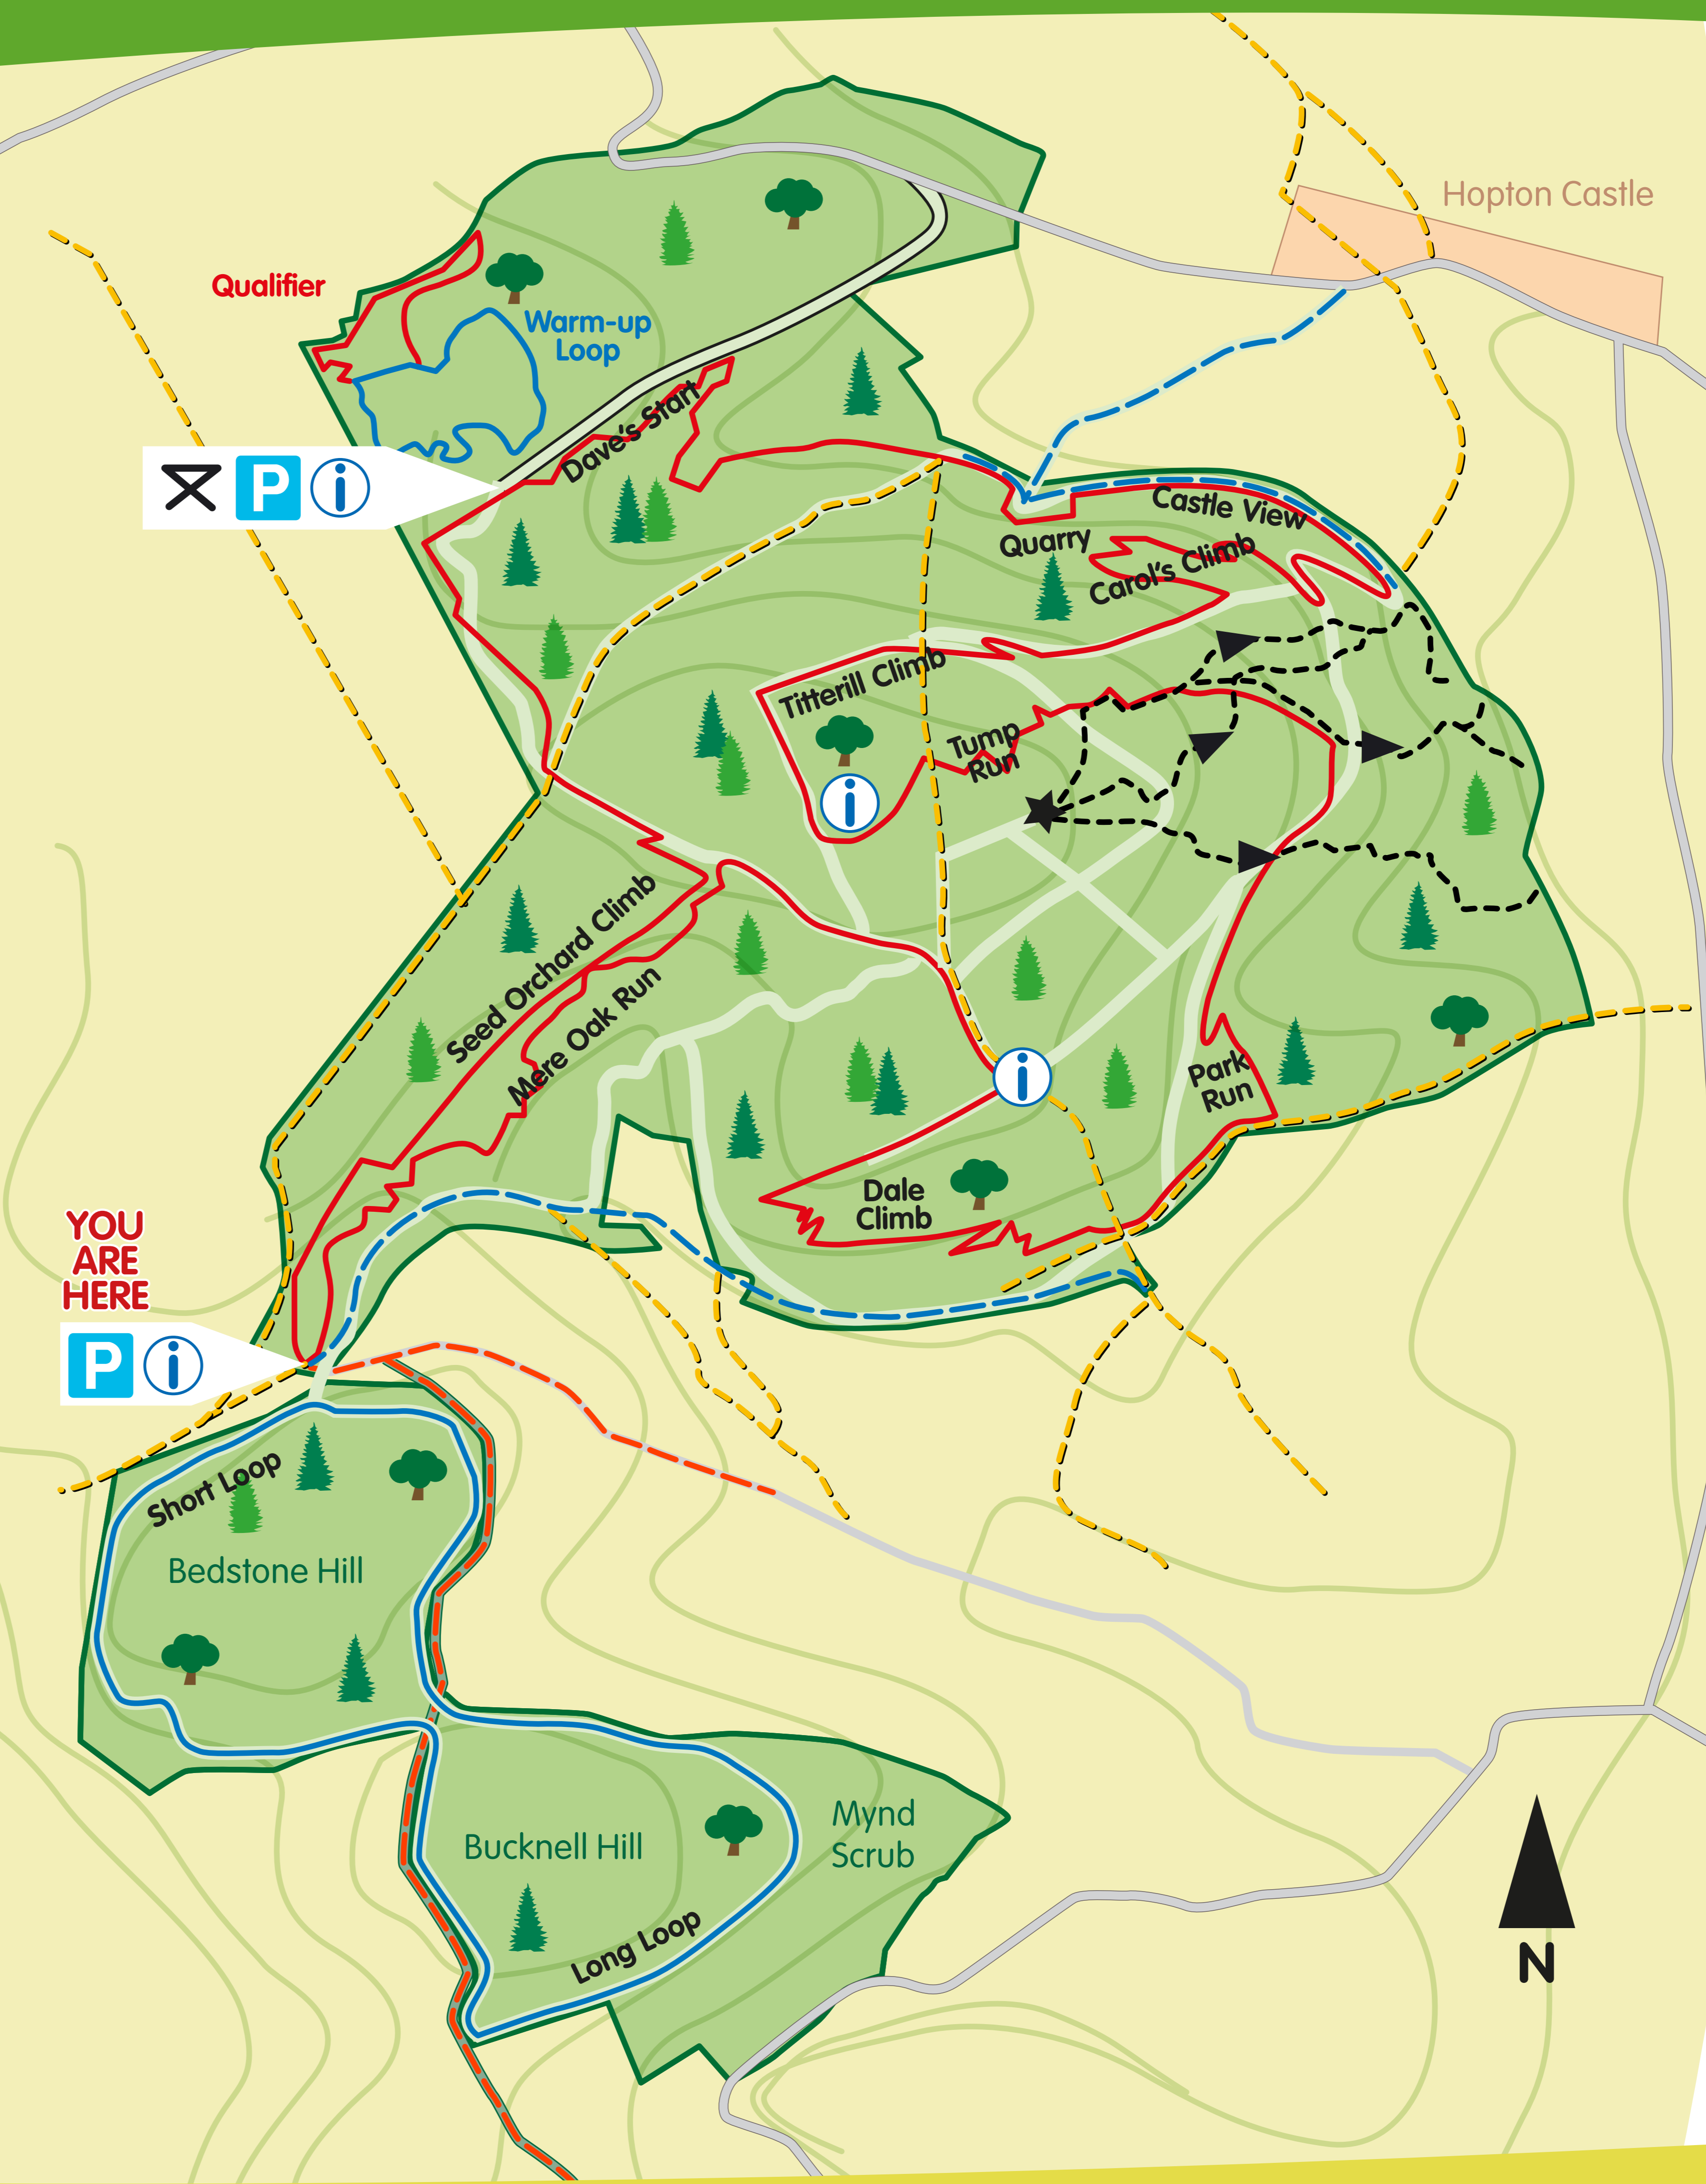 Hopton Castle
Qualifier
Warm-up
Loop
Dave's Start
P i
Castle View
Quarry
Carol's Climb
Titterill Climb
Tump
Run
i
Seed Orchard Climb
Mere Oak Run
i
Park
Run
Dale
Climb
YOU
ARE
HERE
P i
Short Loop
Bedstone Hill
Mynd
Scrub
Bucknell Hill
Long Loop
N